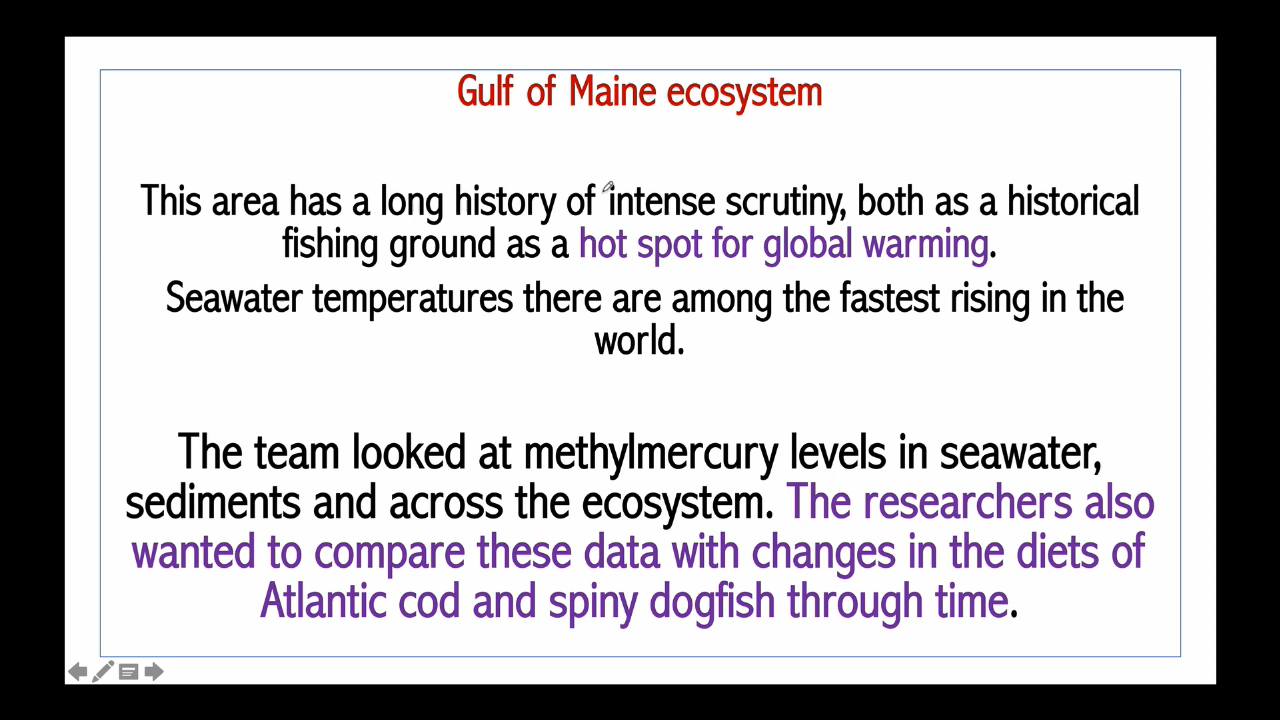 Gulf of Maine ecosystem
This area has a long history of intense scrutiny, both as a historical
fishing ground as a hot spot for global warming.
Seawater temperatures there are among the fastest rising in the
world.
The team looked at methylmercury levels in seawater,
sediments and across the ecosystem. The researchers also
wanted to compare these data with changes in the diets of
Atlantic cod and spiny dogfish through time.